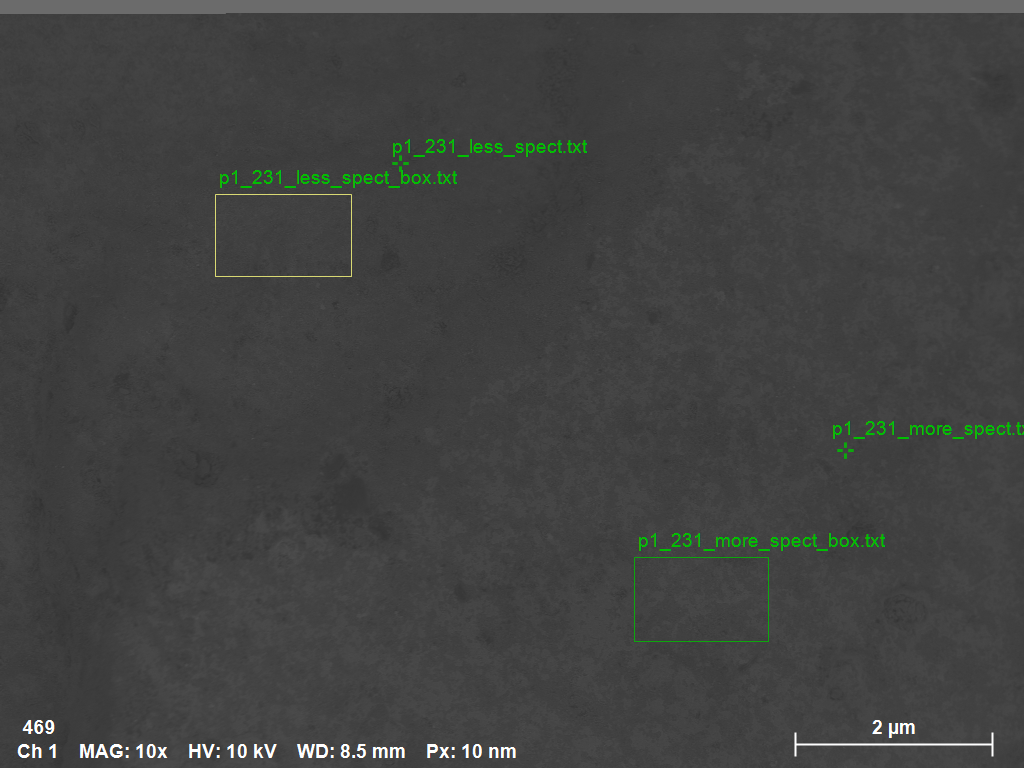 p1_231_less_spect.txt
p1_231_less_spect_box.txt
p1_231_more_spect.tx
p1_231_more_spect_box.txt
469
2 µm
Ch 1 MAG: 10x HV: 10 kV WD: 8.5 mm Px: 10 nm